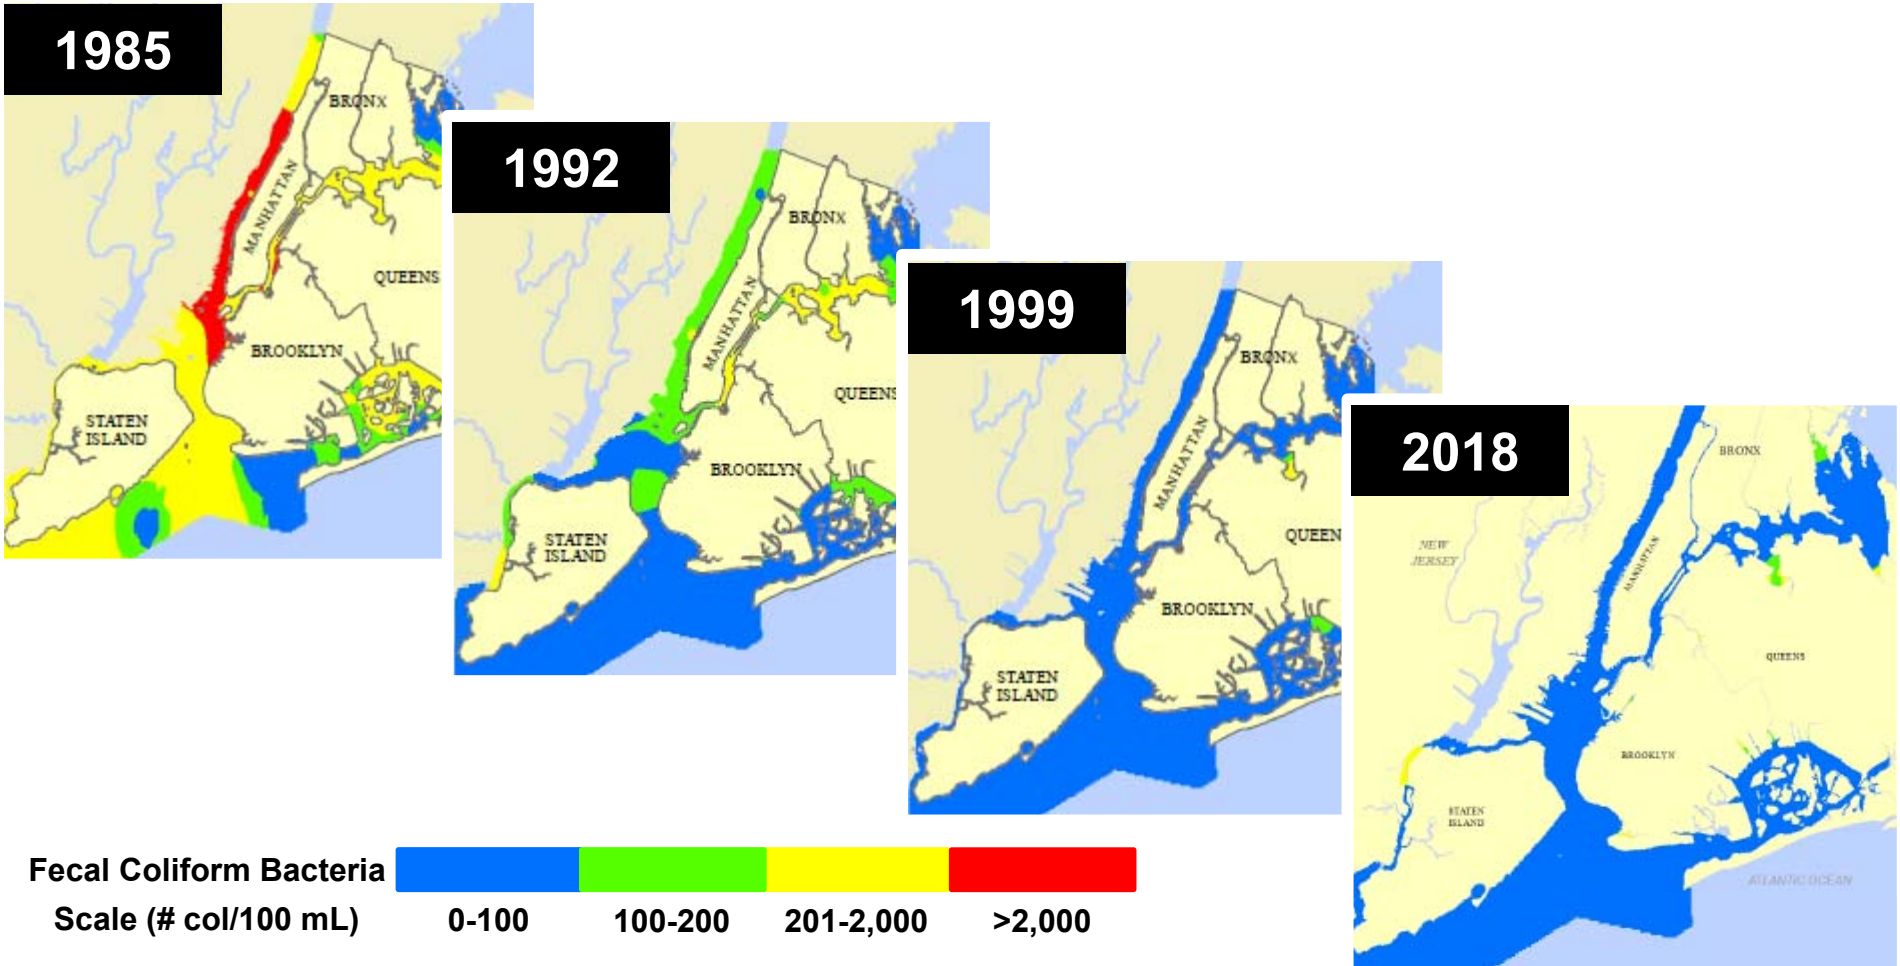 1985
BRONX
MANHATTAN
QUEENS
BROOKLYN
STATEN
ISLAND
1992
BRONX
MANHATTAN
QUEENS
BROOKLYN
STATEN
ISLAND
1999
BRONX
MANHATTAN
QUEEN
BROOKLYN
STATEN
ISLAND
2018
BRONX
NEW
JERSEY
MANHATTAN
QUEENS
BROOKLYN
STATEN
ISLAND
ATLANTIC OCEAN
Fecal Coliform Bacteria
Scale (# col/100 mL)
0-100
100-200
201-2,000
>2,000